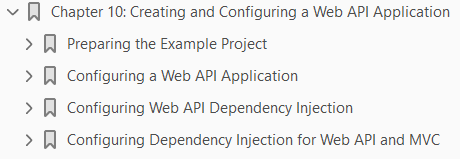 Chapter 10: Creating and Configuring a Web API Application
Preparing the Example Project
Configuring a Web API Application
Configuring Web API Dependency Injection
Configuring Dependency Injection for Web API and MVC